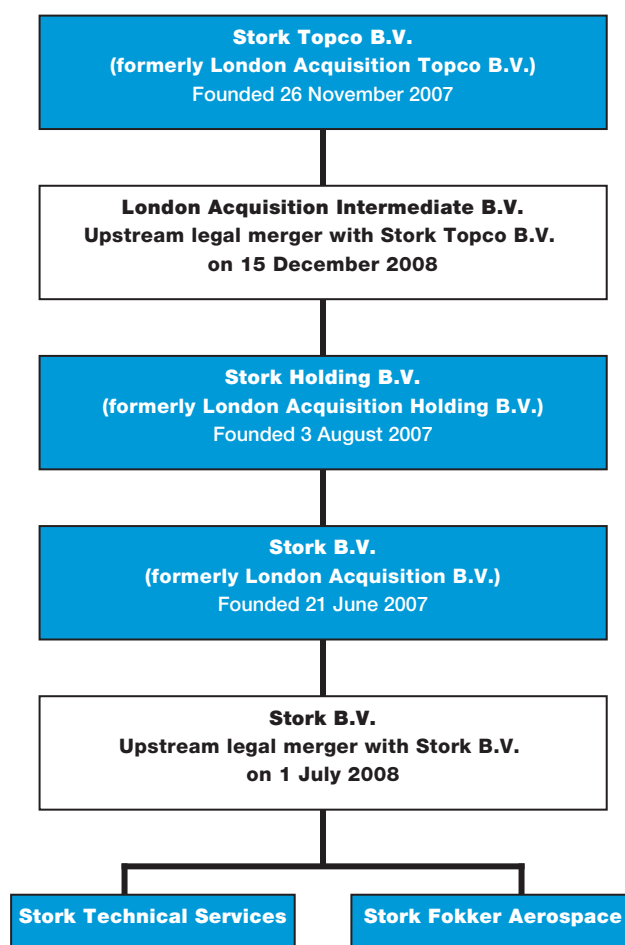 Stork Topco B.V.
(formerly London Acquisition Topco B.V.)
Founded 26 November 2007
London Acquisition Intermediate B.V.
Upstream legal merger with Stork Topco B.V.
on 15 December 2008
Stork Holding B.V.
(formerly London Acquisition Holding B.V.)
Founded 3 August 2007
Stork B.V.
(formerly London Acquisition B.V.)
Founded 21 June 2007
Stork B.V.
Upstream legal merger with Stork B.V.
on 1 July 2008
Stork Technical Services
Stork Fokker Aerospace